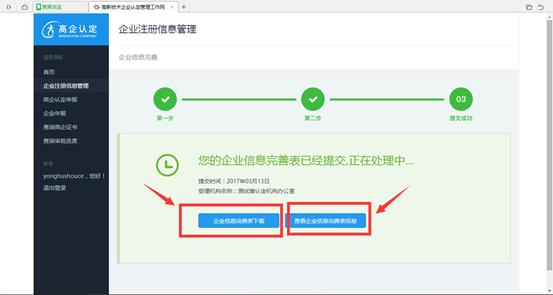 高新技术企业认定管理工作网
高企认定
INNOVATION COMPANY
企业注册信息管理
首页
企业注册信息管理
高企认定申报
企业年报
查询高企证书
查询审批进度
yonghushouce，您好！
退出登录
企业信息完善
03
第一步
第二步
提交成功
您的企业信息完善表已经提交,正在处理中...
提交时间：2017年03月13日
受理机构名称：测试省认定机构办公室
企业信息完善表下载
查看企业信息完善表信息